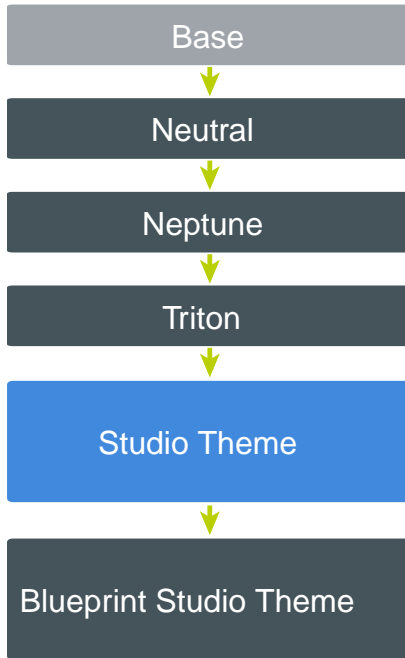 Base
Neutral
Neptune
Triton
Studio Theme
Blueprint Studio Theme